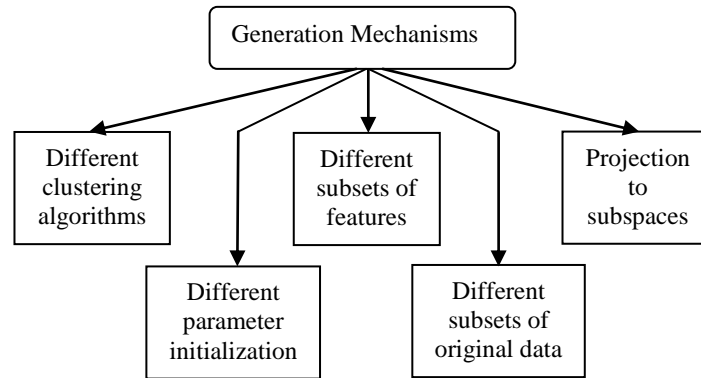 Generation Mechanisms
Different
clustering
algorithms
Different
subsets of
features
Projection
to
subspaces
Different
parameter
initialization
Different
subsets of
original data